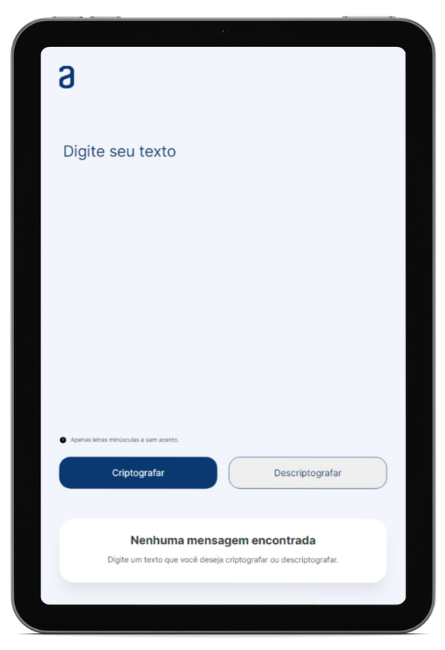 a
Digite seu texto
Apenas letras minúsculas e sem acento.
Criptografar
Descriptografar
Nenhuma mensagem encontrada
Digite um texto que você deseja criptografar ou descriptografar.